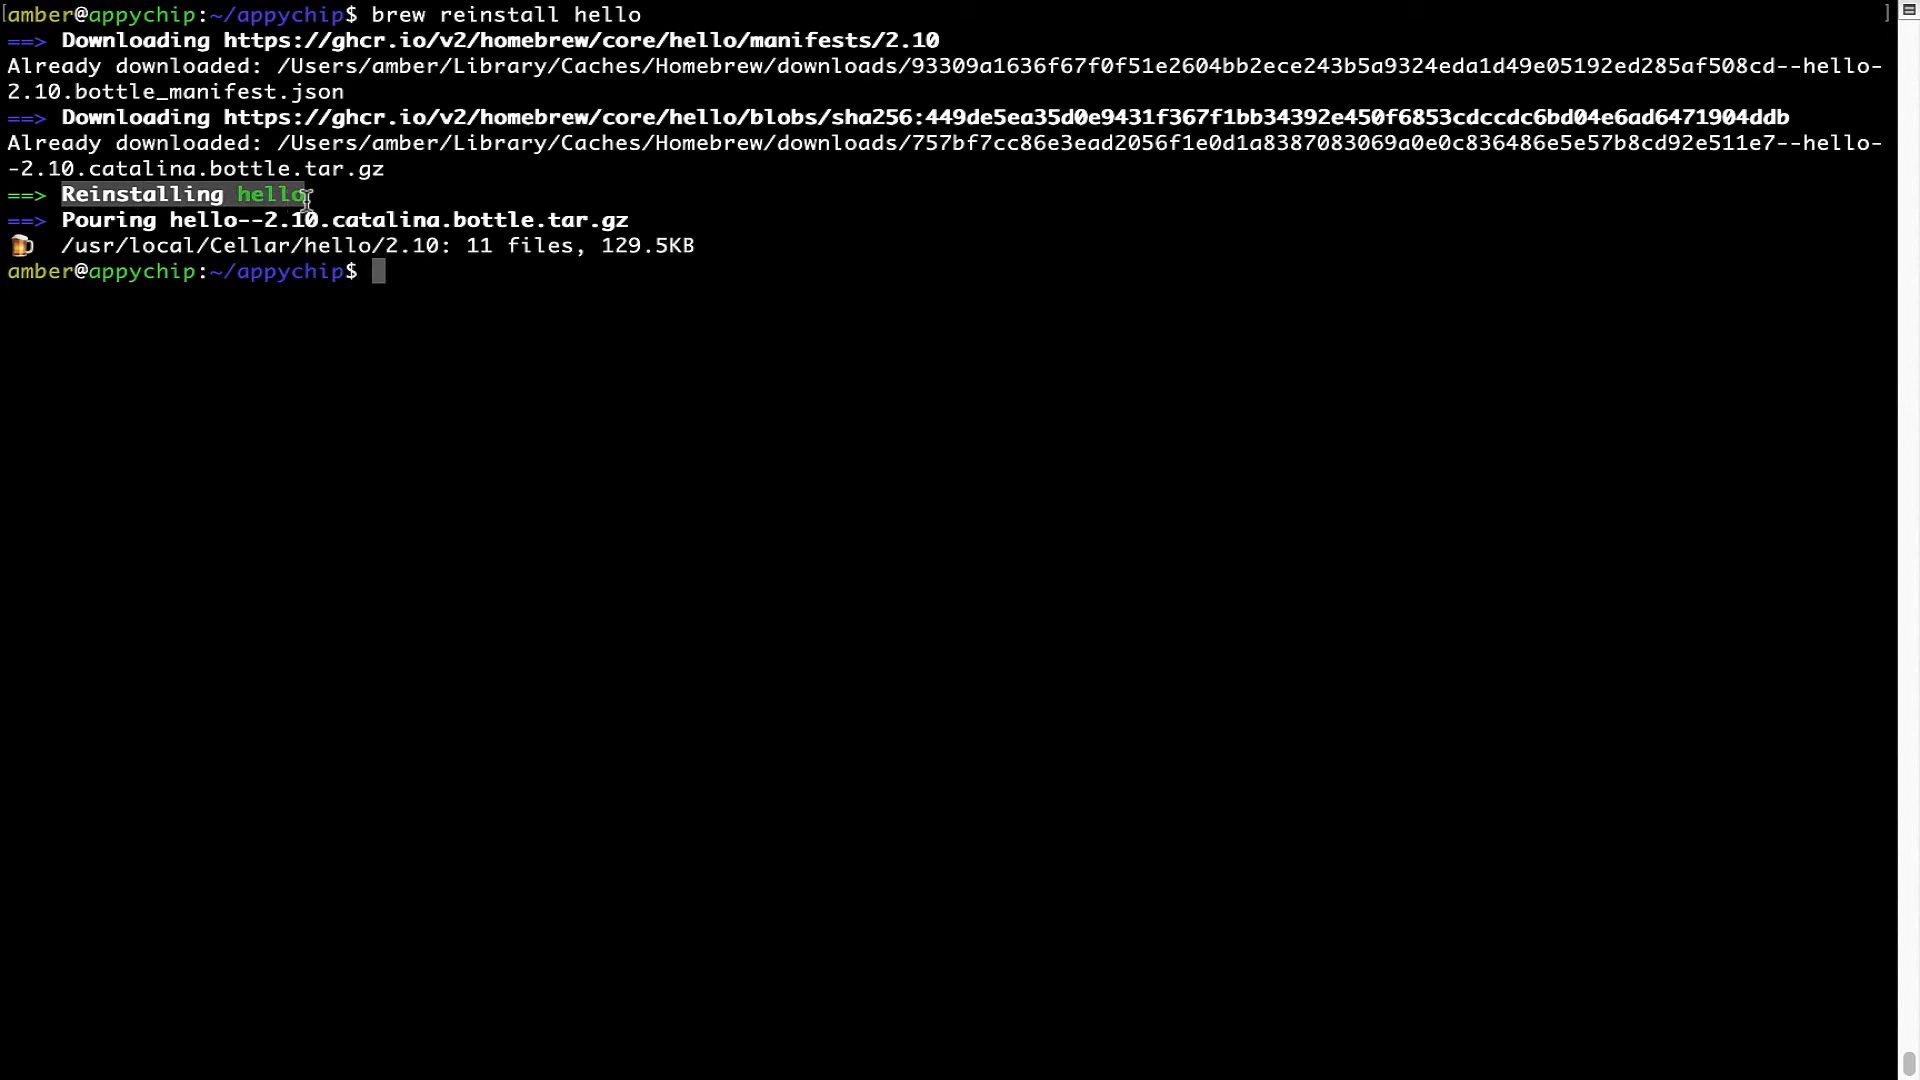 amber@appychip:~/appychip$ brew reinstall hello
==> Downloading https://ghcr.io/v2/homebrew/core/hello/manifests/2.10
Already downloaded: /Users/amber/Library/Caches/Homebrew/downloads/93309a1636f67f0f51e2604bb2ece243b5a9324eda1d49e05192ed285af508cd--hello-
2.10.bottle_manifest.json
==> Downloading https://ghcr.io/v2/homebrew/core/hello/blobs/sha256:449de5ea35d0e9431f367f1bb34392e450f6853cdccdc6bd04e6ad6471904ddb
Already downloaded: /Users/amber/Library/Caches/Homebrew/downloads/757bf7cc86e3ead2056f1e0d1a8387083069a0e0c836486e5e57b8cd92e511e7--hello-
-2.10.catalina.bottle.tar.gz
==> Reinstalling hello
==> Pouring hello--2.10.catalina.bottle.tar.gz
🍺 /usr/local/Cellar/hello/2.10: 11 files, 129.5KB
amber@appychip:~/appychip$